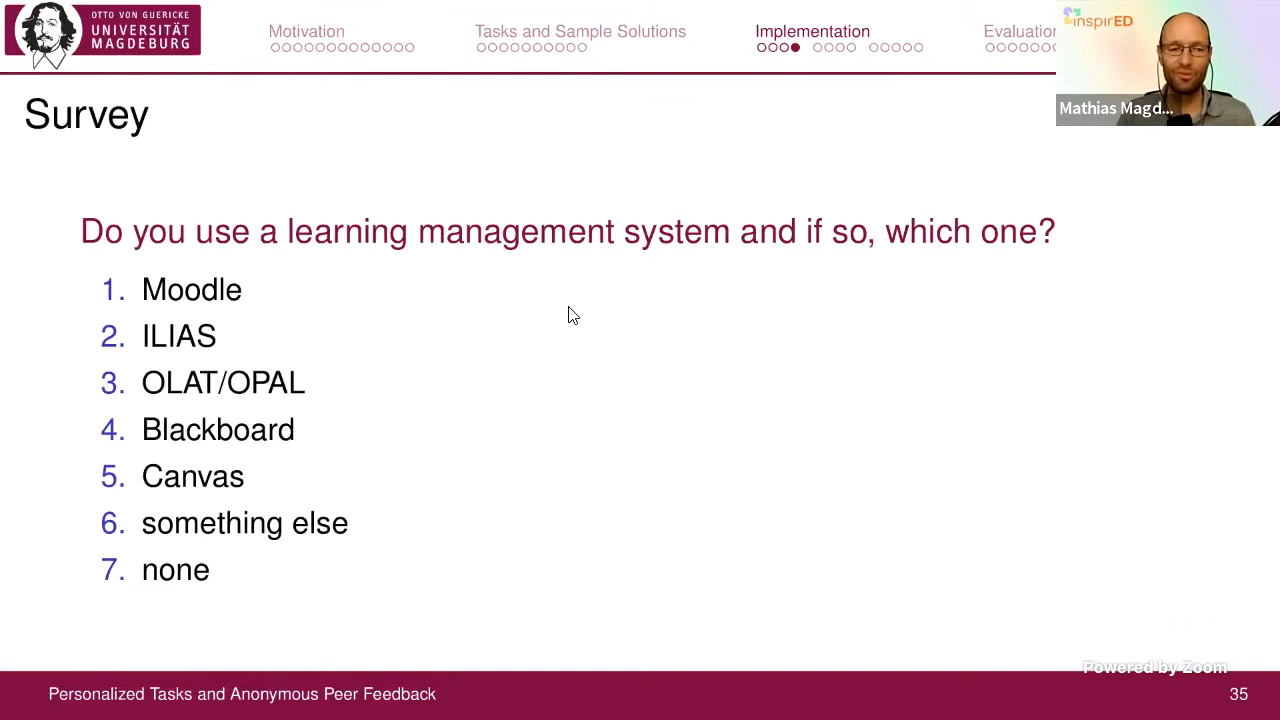 OTTO VON GUERICKE
UNIVERSITÄT
MAGDEBURG
Motivation
Tasks and Sample Solutions
Implementation
Evaluation
inspirED
Mathias Magd...
Survey
Do you use a learning management system and if so, which one?
1. Moodle
2. ILIAS
3. OLAT/OPAL
4. Blackboard
5. Canvas
6. something else
7. none
Powered by Zoom
Personalized Tasks and Anonymous Peer Feedback
35